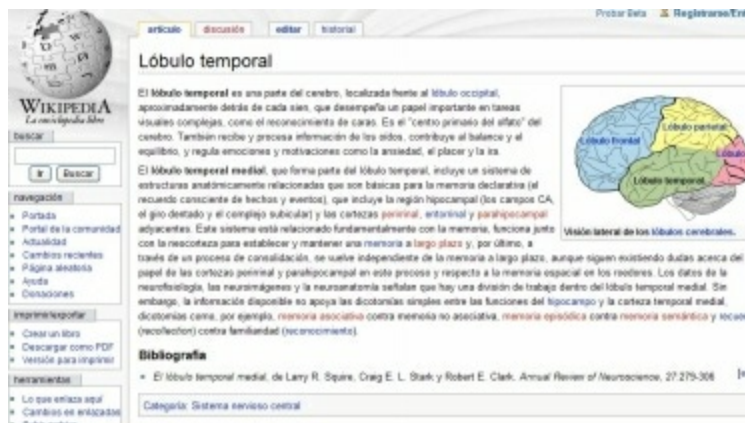 Probar Beta
Registrarse/Ent
artículo discusión editar historial
WIKIPEDIA
La enciclopedia libre
buscar
Ir Buscar
navegación
Portada
Portal de la comunidad
Actualidad
Cambios recientes
Página aleatoria
Ayuda
Donaciones
imprimir/exportar
Crear un libro
Descargar como PDF
Versión para imprimir
herramientas
Lo que enlaza aquí
Cambios en enlazadas
Lóbulo temporal
El lóbulo temporal es una parte del cerebro, localizada frente al lóbulo occipital,
aproximadamente detrás de cada sien, que desempeña un papel importante en tareas
visuales complejas, como el reconocimiento de caras. Es el "centro primario del olfato" del
cerebro. También recibe y procesa información de los oídos, contribuye al balance y el
equilibrio, y regula emociones y motivaciones como la ansiedad, el placer y la ira.
El lóbulo temporal medial, que forma parte del lóbulo temporal, incluye un sistema de
estructuras anatómicamente relacionadas que son básicas para la memoria declarativa (el
recuerdo consciente de hechos y eventos), que incluye la región hipocampal (los campos CA,
el giro dentado y el complejo subicular) y las cortezas perirrinal, entorrinal y parahipocampal
adyacentes. Este sistema está relacionado fundamentalmente con la memoria, funciona junto
con la neocorteza para establecer y mantener una memoria a largo plazo y, por último, a
través de un proceso de consolidación, se vuelve independiente de la memoria a largo plazo, aunque siguen existiendo dudas acerca del
papel de las cortezas perirrinal y parahipocampal en este proceso y respecto a la memoria espacial en los roedores. Los datos de la
neurofisiología, las neuroimágenes y la neuroanatomía señalan que hay una división de trabajo dentro del lóbulo temporal medial. Sin
embargo, la información disponible no apoya las dicotomías simples entre las funciones del hipocampo y la corteza temporal medial,
dicotomías como, por ejemplo, memoria asociativa contra memoria no asociativa, memoria episódica contra memoria semántica y recuer
(recollection) contra familiaridad (reconocimiento).
Lóbulo frontal
Lóbulo parietal
Lóbulo
Lóbulo temporal
Visión lateral de los lóbulos cerebrales.
Bibliografía
El lóbulo temporal medial, de Larry R. Squire, Craig E. L. Stark y Robert E. Clark. Annual Review of Neuroscience, 27:279-306
Categoría: Sistema nervioso central